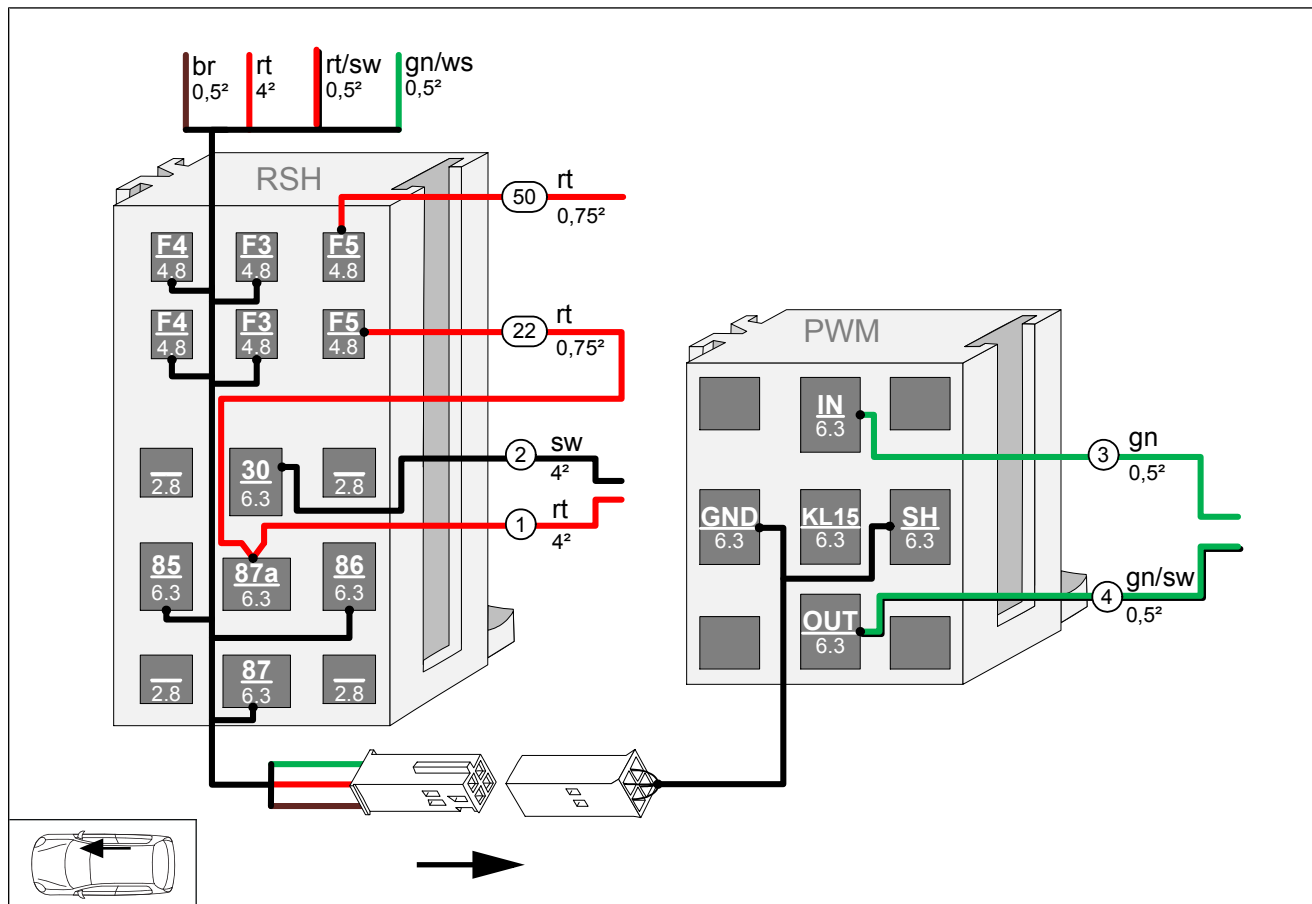 br
0,5²
rt
4²
rt/sw
0,5²
gn/ws
0,5²
RSH
50
rt
0,75²
F4
4.8
F3
4.8
F5
4.8
F4
4.8
F3
4.8
F5
4.8
22
rt
0,75²
2.8
30
6.3
2.8
2
sw
4²
1
rt
4²
85
6.3
87a
6.3
86
6.3
2.8
87
6.3
2.8
PWM
IN
6.3
3
gn
0,5²
GND
6.3
KL15
6.3
SH
6.3
OUT
6.3
4
gn/sw
0,5²